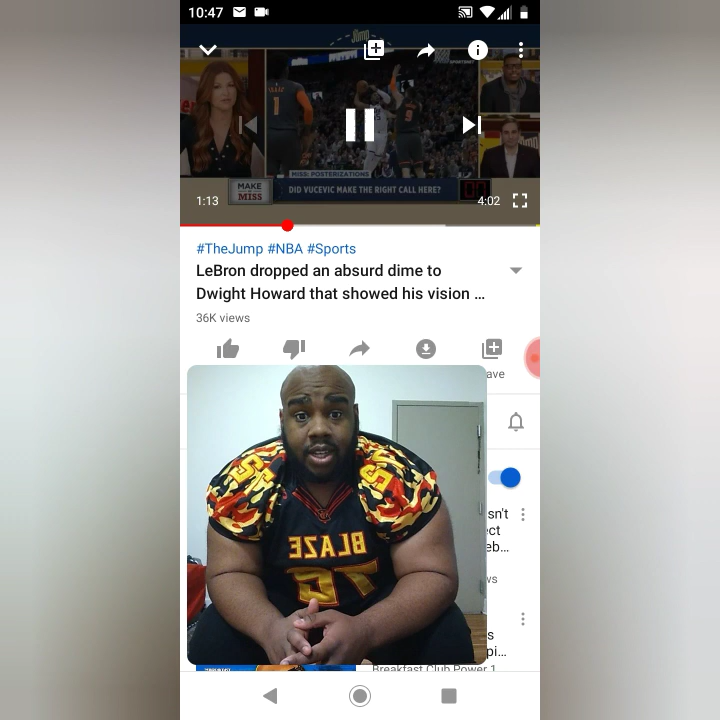 10:47
Jump
MISS: POSTERIZATIONS
MAKE
MISS
DID VUCEVIC MAKE THE RIGHT CALL HERE?
1:13
4:02
#TheJump #NBA #Sports
LeBron dropped an absurd dime to
Dwight Howard that showed his vision ...
36K views
ave
sn't
ect
eb...
vs
s
pi...
BLAZE
Breakfast Club Power 1